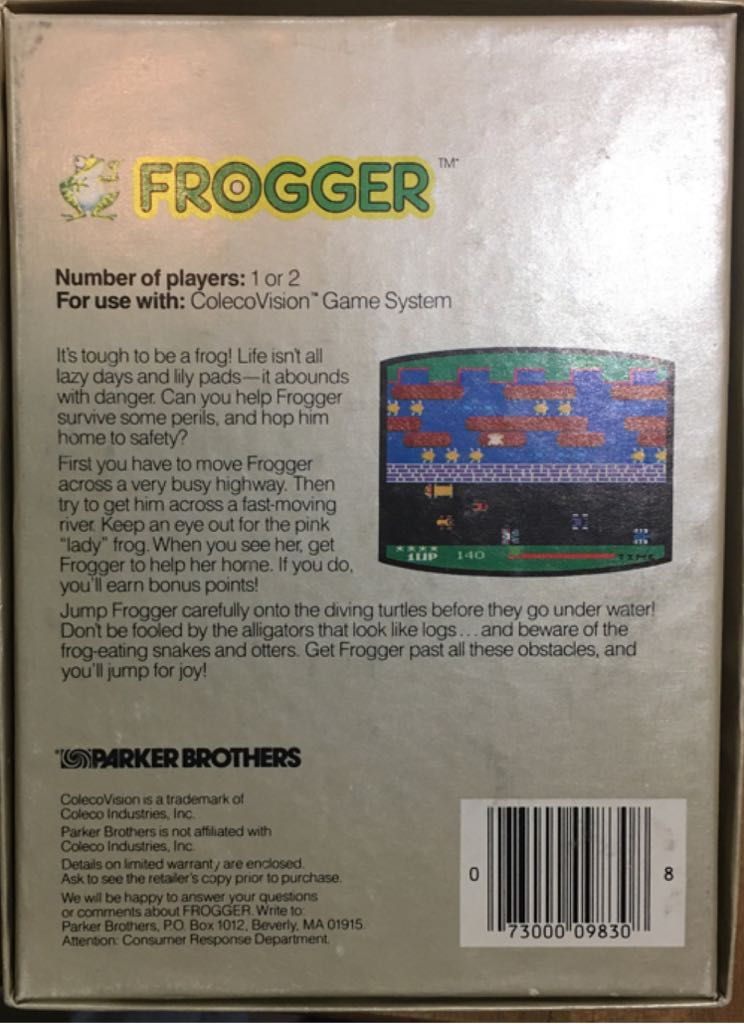 FROGGER™*
Number of players: 1 or 2
For use with: ColecoVision™ Game System
It's tough to be a frog! Life isn't all
lazy days and lily pads—it abounds
with danger. Can you help Frogger
survive some perils, and hop him
home to safety?
First you have to move Frogger
across a very busy highway. Then
try to get him across a fast-moving
river. Keep an eye out for the pink
"lady" frog. When you see her, get
Frogger to help her home. If you do,
you'll earn bonus points!
1UP 140 TIME
Jump Frogger carefully onto the diving turtles before they go under water!
Don't be fooled by the alligators that look like logs...and beware of the
frog-eating snakes and otters. Get Frogger past all these obstacles, and
you'll jump for joy!
PARKER BROTHERS
ColecoVision is a trademark of
Coleco Industries, Inc.
Parker Brothers is not affiliated with
Coleco Industries, Inc.
Details on limited warranty are enclosed.
Ask to see the retailer's copy prior to purchase.
We will be happy to answer your questions
or comments about FROGGER. Write to:
Parker Brothers, P.O. Box 1012, Beverly, MA 01915.
Attention: Consumer Response Department.
0 73000 09830 8